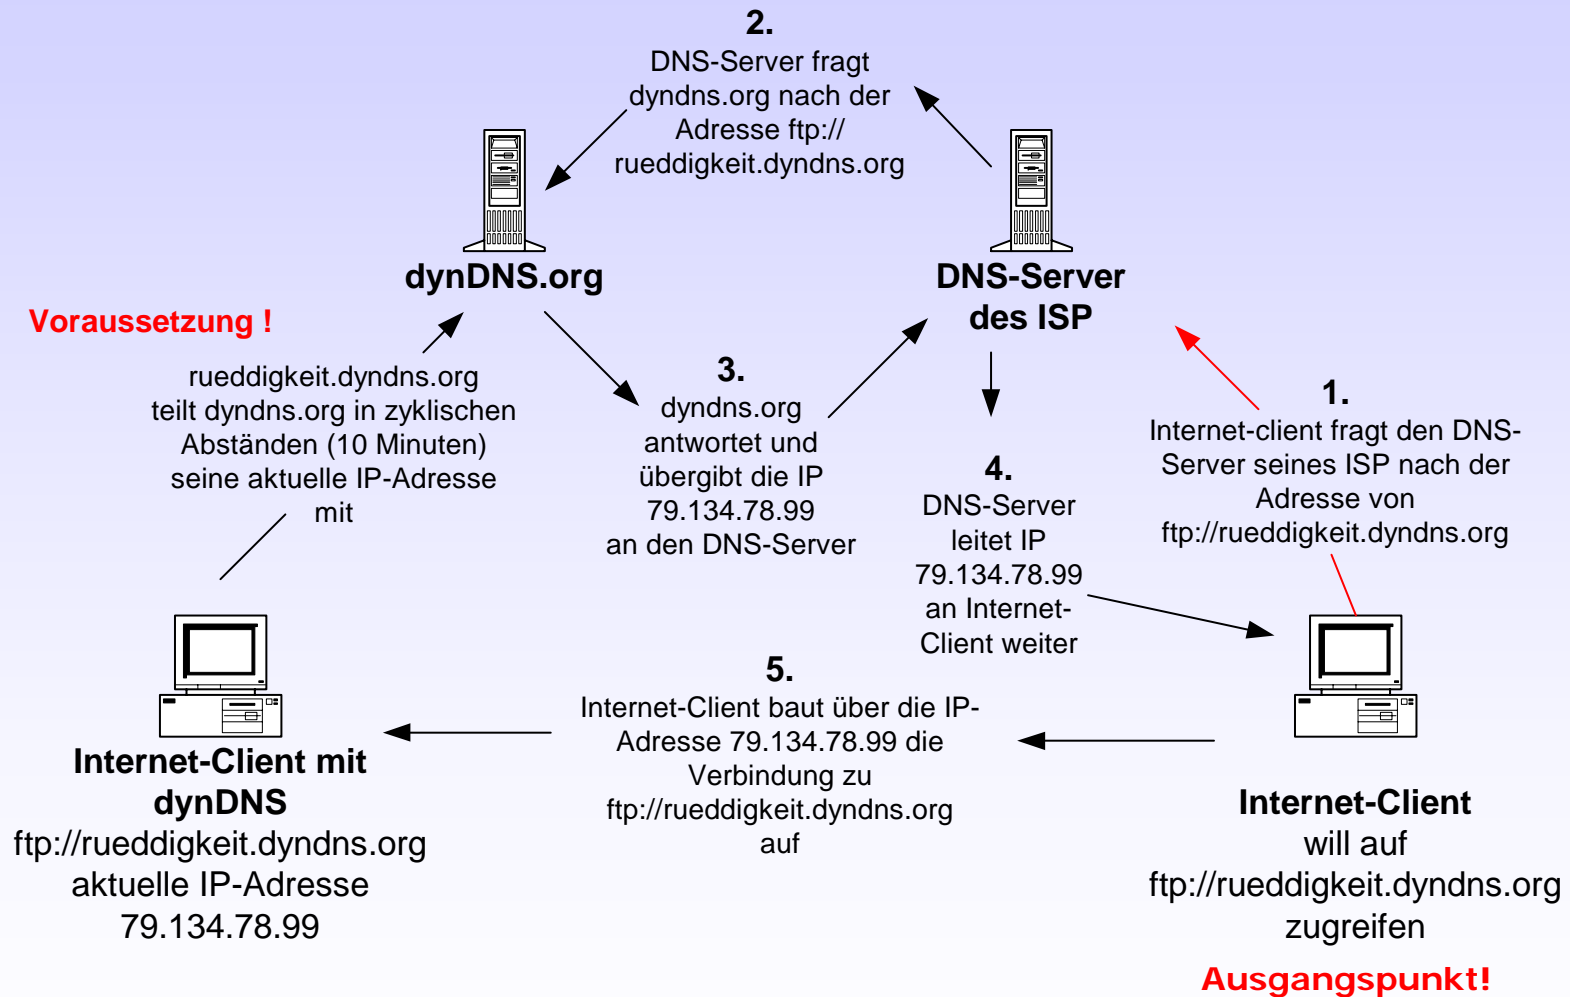 2.
DNS-Server fragt
dyndns.org nach der
Adresse ftp://
rueddigkeit.dyndns.org
dynDNS.org
DNS-Server
des ISP
Voraussetzung !
rueddigkeit.dyndns.org
teilt dyndns.org in zyklischen
Abständen (10 Minuten)
seine aktuelle IP-Adresse
mit
3.
dyndns.org
antwortet und
übergibt die IP
79.134.78.99
an den DNS-Server
1.
Internet-client fragt den DNS-
Server seines ISP nach der
Adresse von
ftp://rueddigkeit.dyndns.org
4.
DNS-Server
leitet IP
79.134.78.99
an Internet-
Client weiter
5.
Internet-Client baut über die IP-
Adresse 79.134.78.99 die
Verbindung zu
ftp://rueddigkeit.dyndns.org
auf
Internet-Client mit
dynDNS
ftp://rueddigkeit.dyndns.org
aktuelle IP-Adresse
79.134.78.99
Internet-Client
will auf
ftp://rueddigkeit.dyndns.org
zugreifen
Ausgangspunkt!